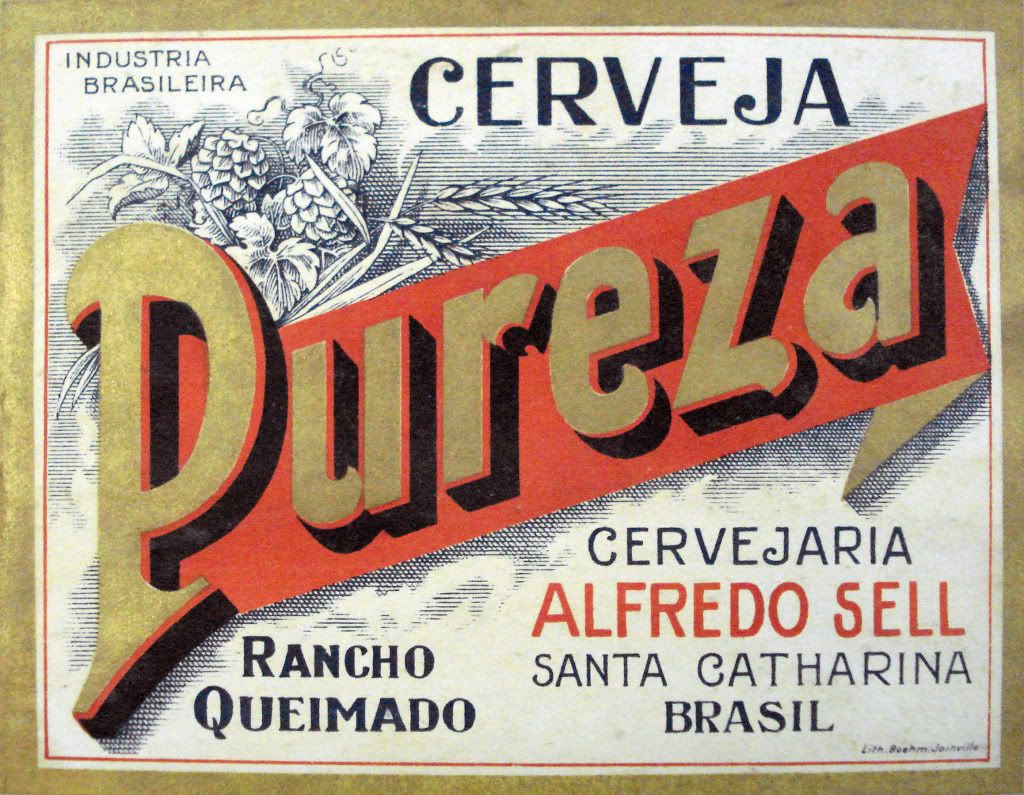 INDUSTRIA
BRASILEIRA
CERVEJA
Pureza
CERVEJARIA
ALFREDO SELL
SANTA CATHARINA
BRASIL
RANCHO
QUEIMADO
Lith. Boehm. Joinville